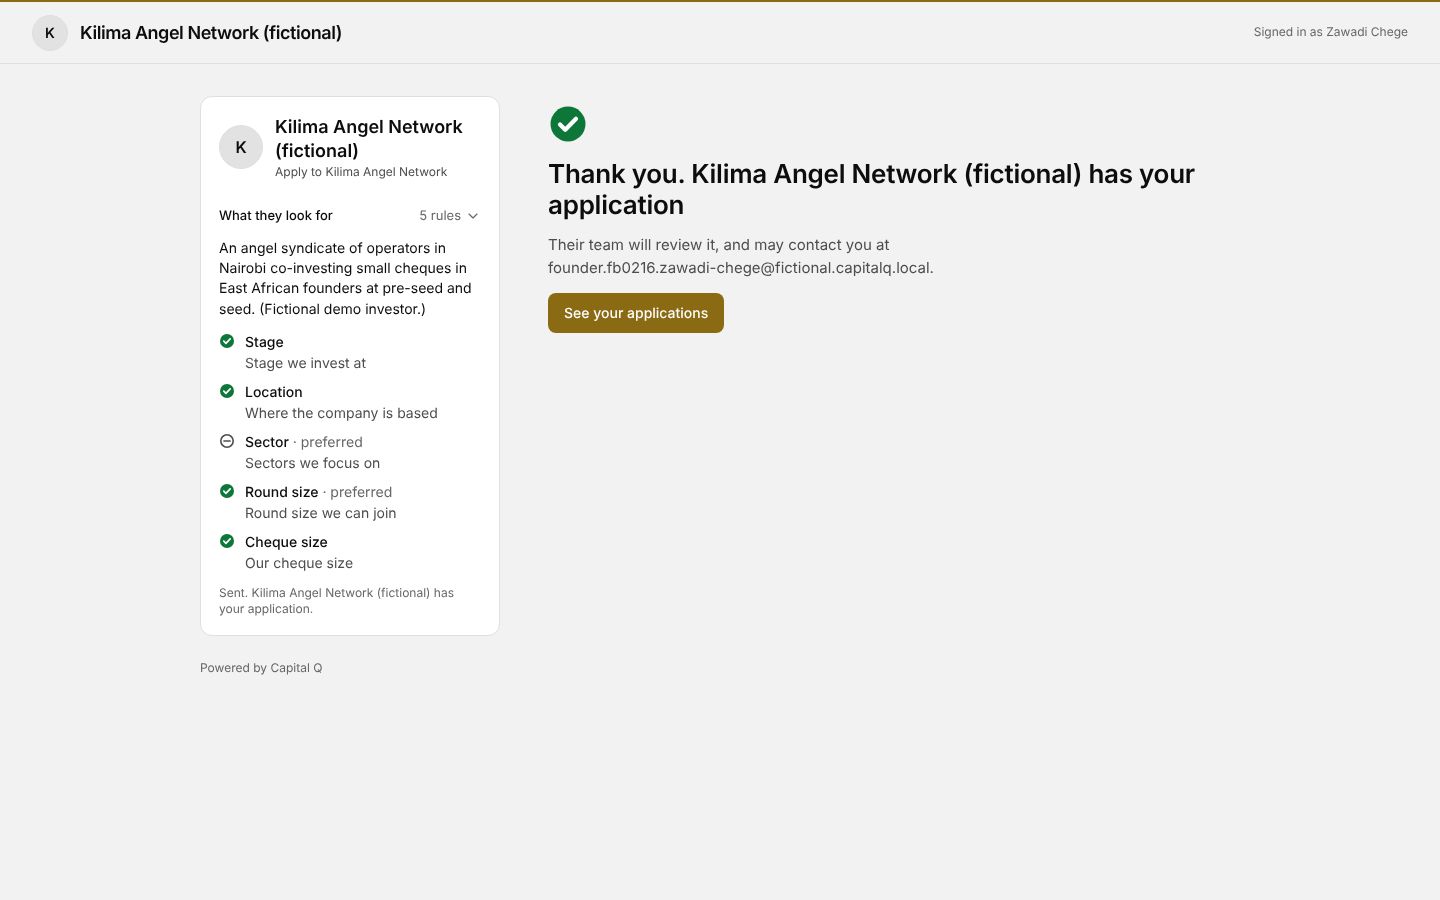 K
Kilima Angel Network (fictional)
Signed in as Zawadi Chege
K
Kilima Angel Network
(fictional)
Apply to Kilima Angel Network
What they look for
5 rules
An angel syndicate of operators in
Nairobi co-investing small cheques in
East African founders at pre-seed and
seed. (Fictional demo investor.)
Stage
Stage we invest at
Location
Where the company is based
Sector · preferred
Sectors we focus on
Round size · preferred
Round size we can join
Cheque size
Our cheque size
Sent. Kilima Angel Network (fictional) has
your application.
Powered by Capital Q
Thank you. Kilima Angel Network (fictional) has your
application
Their team will review it, and may contact you at
founder.fb0216.zawadi-chege@fictional.capitalq.local.
See your applications